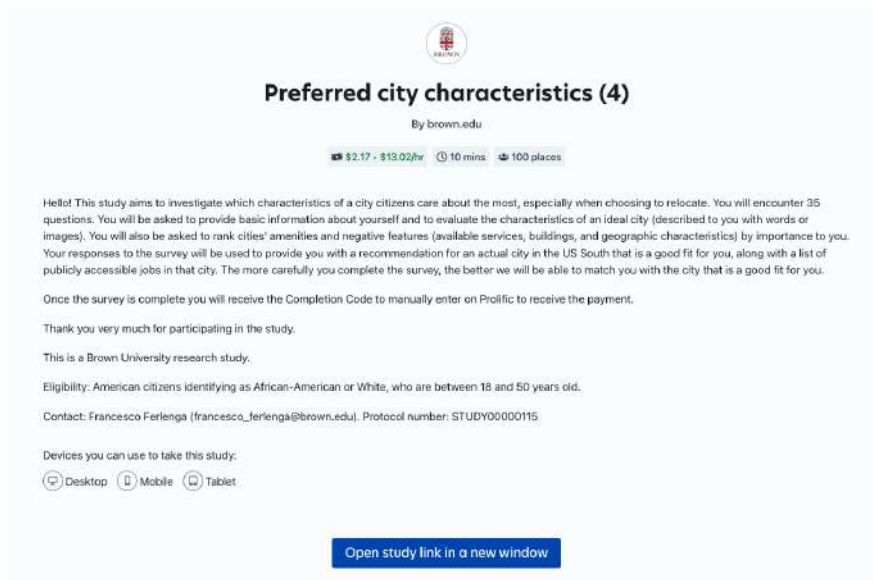 BROWN
Preferred city characteristics (4)
By brown.edu
$2.17 - $13.02/hr 10 mins 100 places
Hello! This study aims to investigate which characteristics of a city citizens care about the most, especially when choosing to relocate. You will encounter 35
questions. You will be asked to provide basic information about yourself and to evaluate the characteristics of an ideal city (described to you with words or
images). You will also be asked to rank cities' amenities and negative features (available services, buildings, and geographic characteristics) by importance to you.
Your responses to the survey will be used to provide you with a recommendation for an actual city in the US South that is a good fit for you, along with a list of
publicly accessible jobs in that city. The more carefully you complete the survey, the better we will be able to match you with the city that is a good fit for you.
Once the survey is complete you will receive the Completion Code to manually enter on Prolific to receive the payment.
Thank you very much for participating in the study.
This is a Brown University research study.
Eligibility: American citizens identifying as African-American or White, who are between 18 and 50 years old.
Contact: Francesco Ferlenga (francesco_ferlenga@brown.edu). Protocol number: STUDY00000115
Devices you can use to take this study:
Desktop Mobile Tablet
Open study link in a new window